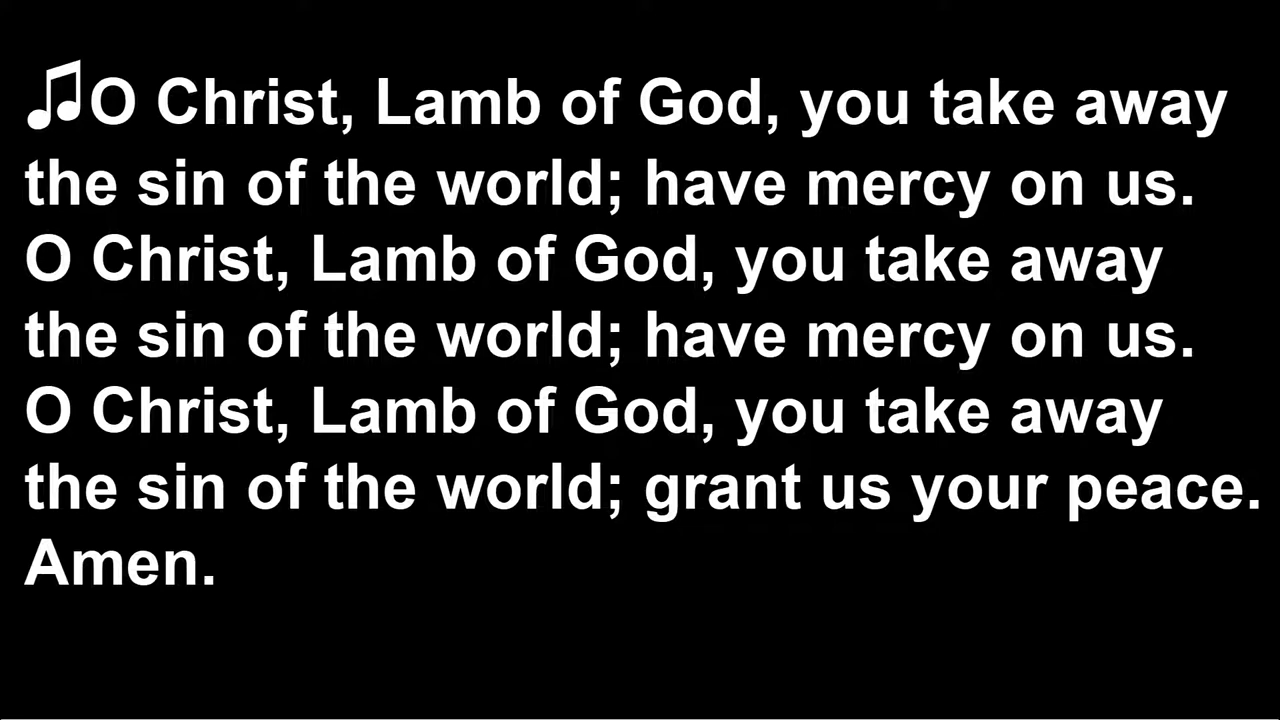 ♫O Christ, Lamb of God, you take away
the sin of the world; have mercy on us.
O Christ, Lamb of God, you take away
the sin of the world; have mercy on us.
O Christ, Lamb of God, you take away
the sin of the world; grant us your peace.
Amen.